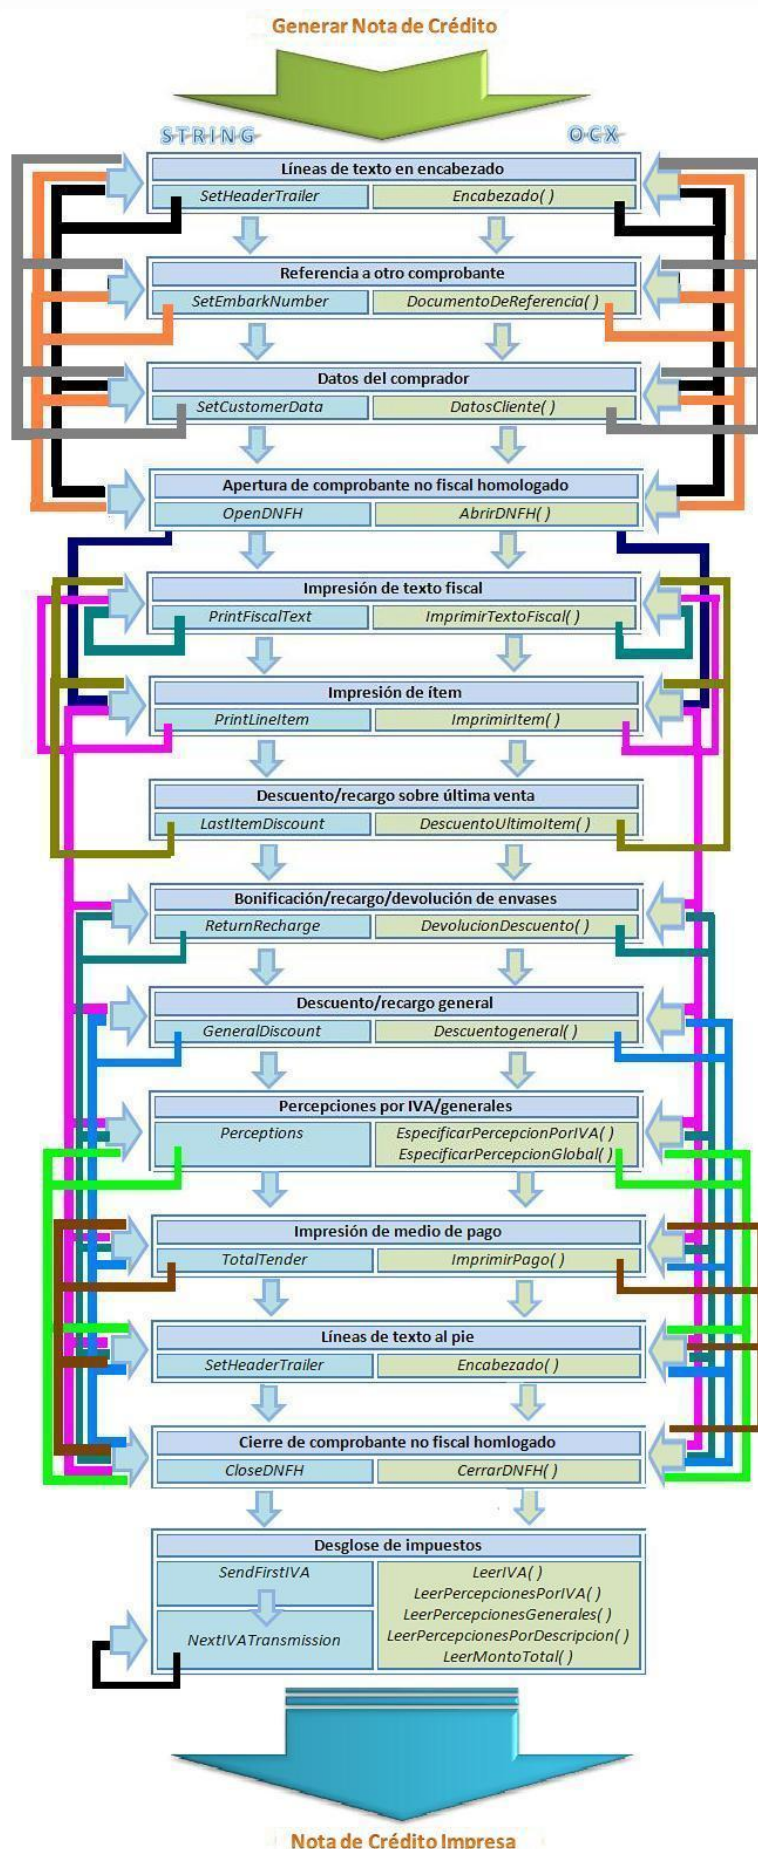 Generar Nota de Crédito
STRING OCX
Líneas de texto en encabezado
SetHeaderTrailer Encabezado( )
Referencia a otro comprobante
SetEmbarkNumber DocumentoDeReferencia( )
Datos del comprador
SetCustomerData DatosCliente( )
Apertura de comprobante no fiscal homologado
OpenDNFH AbrirDNFH( )
Impresión de texto fiscal
PrintFiscalText ImprimirTextoFiscal( )
Impresión de ítem
PrintLineItem ImprimirItem( )
Descuento/recargo sobre última venta
LastItemDiscount DescuentoUltimoItem( )
Bonificación/recargo/devolución de envases
ReturnRecharge DevolucionDescuento( )
Descuento/recargo general
GeneralDiscount Descuentogeneral( )
Percepciones por IVA/generales
Perceptions EspecificarPercepcionPorIVA( )
EspecificarPercepcionGlobal( )
Impresión de medio de pago
TotalTender ImprimirPago( )
Líneas de texto al pie
SetHeaderTrailer Encabezado( )
Cierre de comprobante no fiscal homlogado
CloseDNFH CerrarDNFH( )
Desglose de impuestos
SendFirstIVA LeerIVA( )
LeerPercepcionesPorIVA( )
LeerPercepcionesGenerales( )
NextIVATransmission LeerPercepcionesPorDescripcion( )
LeerMontoTotal( )
Nota de Crédito Impresa